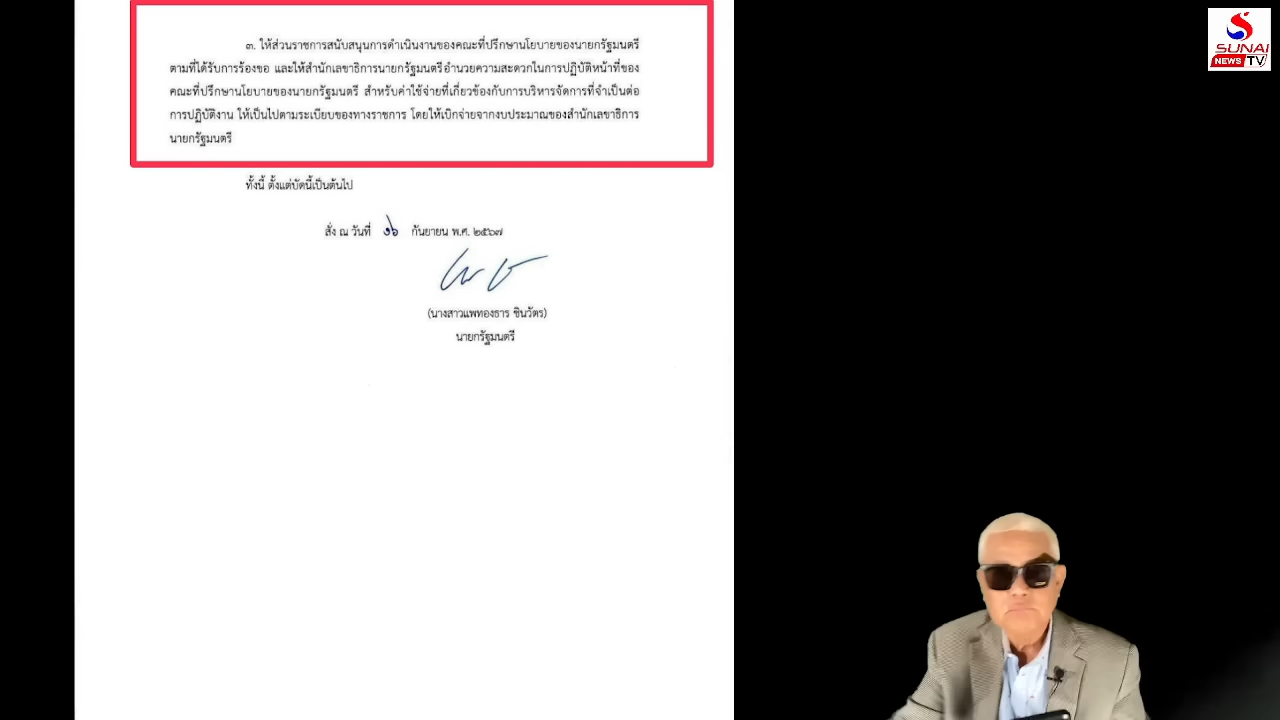 ๓. ให้ส่วนราชการสนับสนุนการดำเนินงานของคณะที่ปรึกษานโยบายของนายกรัฐมนตรี
ตามที่ได้รับการร้องขอ และให้สำนักเลขาธิการนายกรัฐมนตรีอำนวยความสะดวกในการปฏิบัติหน้าที่ของ
คณะที่ปรึกษานโยบายของนายกรัฐมนตรี สำหรับค่าใช้จ่ายที่เกี่ยวข้องกับการบริหารจัดการที่จำเป็นต่อ
การปฏิบัติงาน ให้เป็นไปตามระเบียบของทางราชการ โดยให้เบิกจ่ายจากงบประมาณของสำนักเลขาธิการ
นายกรัฐมนตรี
ทั้งนี้ ตั้งแต่บัดนี้เป็นต้นไป
สั่ง ณ วันที่ ๑๖ กันยายน พ.ศ. ๒๕๖๗
(นางสาวแพทองธาร ชินวัตร)
นายกรัฐมนตรี
SUNAI
NEWS TV